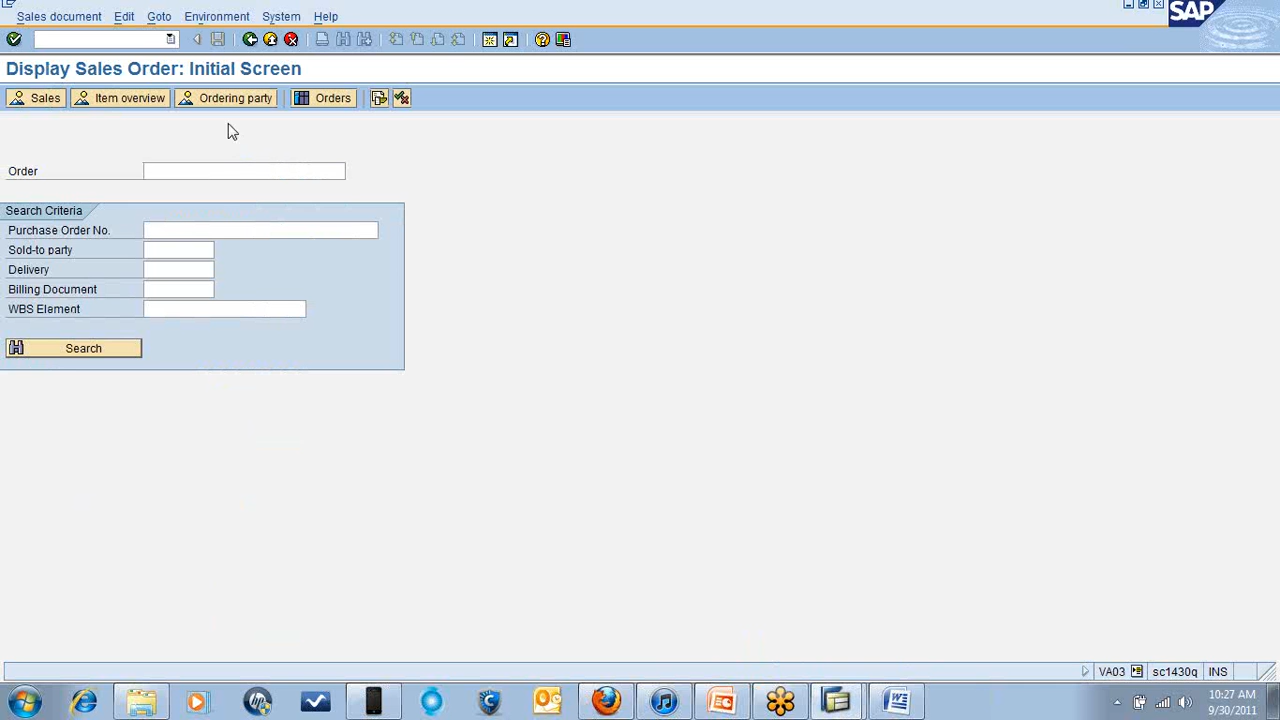 Sales document Edit Goto Environment System Help
SAP
Display Sales Order: Initial Screen
Sales Item overview Ordering party Orders
Order
Search Criteria
Purchase Order No.
Sold-to party
Delivery
Billing Document
WBS Element
Search
VA03 sc1430q INS
10:27 AM
9/30/2011